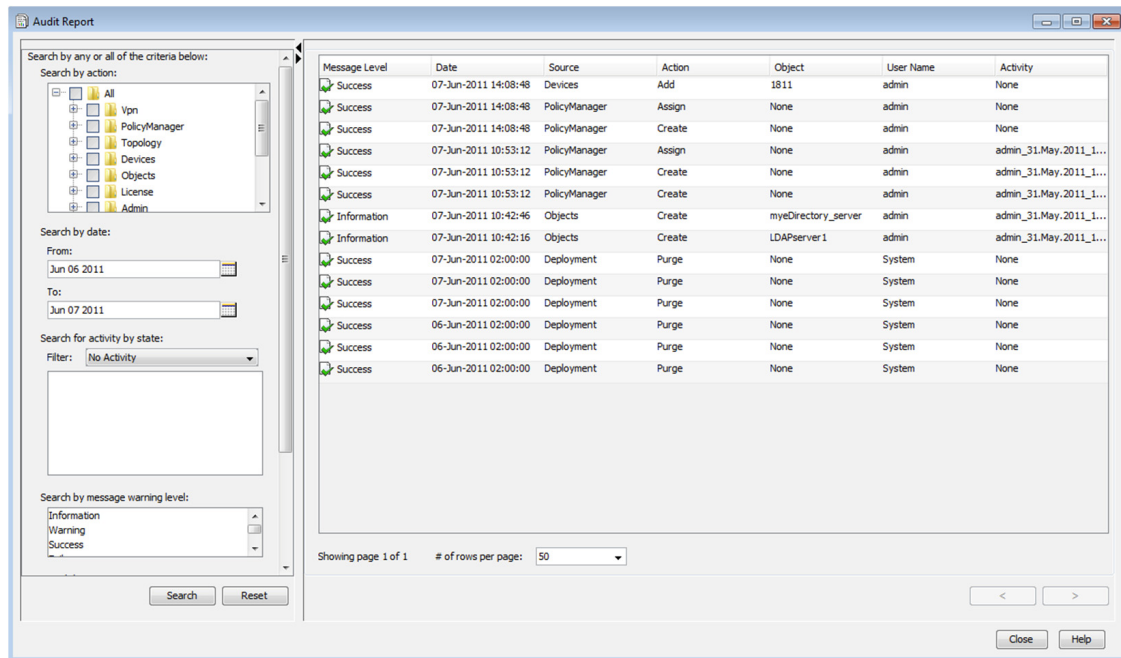 Audit Report
Search by any or all of the criteria below:
Search by action:
All
Vpn
PolicyManager
Topology
Devices
Objects
License
Admin
Search by date:
From:
Jun 06 2011
To:
Jun 07 2011
Search for activity by state:
Filter: No Activity
Search by message warning level:
Information
Warning
Success
Search Reset
Message Level Date Source Action Object User Name Activity
Success 07-Jun-2011 14:08:48 Devices Add 1811 admin None
Success 07-Jun-2011 14:08:48 PolicyManager Assign None admin None
Success 07-Jun-2011 14:08:48 PolicyManager Create None admin None
Success 07-Jun-2011 10:53:12 PolicyManager Assign None admin admin_31.May.2011_1...
Success 07-Jun-2011 10:53:12 PolicyManager Create None admin admin_31.May.2011_1...
Success 07-Jun-2011 10:53:12 PolicyManager Create None admin admin_31.May.2011_1...
Information 07-Jun-2011 10:42:46 Objects Create myeDirectory_server admin admin_31.May.2011_1...
Information 07-Jun-2011 10:42:16 Objects Create LDAPserver1 admin admin_31.May.2011_1...
Success 07-Jun-2011 02:00:00 Deployment Purge None System None
Success 07-Jun-2011 02:00:00 Deployment Purge None System None
Success 07-Jun-2011 02:00:00 Deployment Purge None System None
Success 06-Jun-2011 02:00:00 Deployment Purge None System None
Success 06-Jun-2011 02:00:00 Deployment Purge None System None
Success 06-Jun-2011 02:00:00 Deployment Purge None System None
Showing page 1 of 1 # of rows per page: 50
< >
Close Help